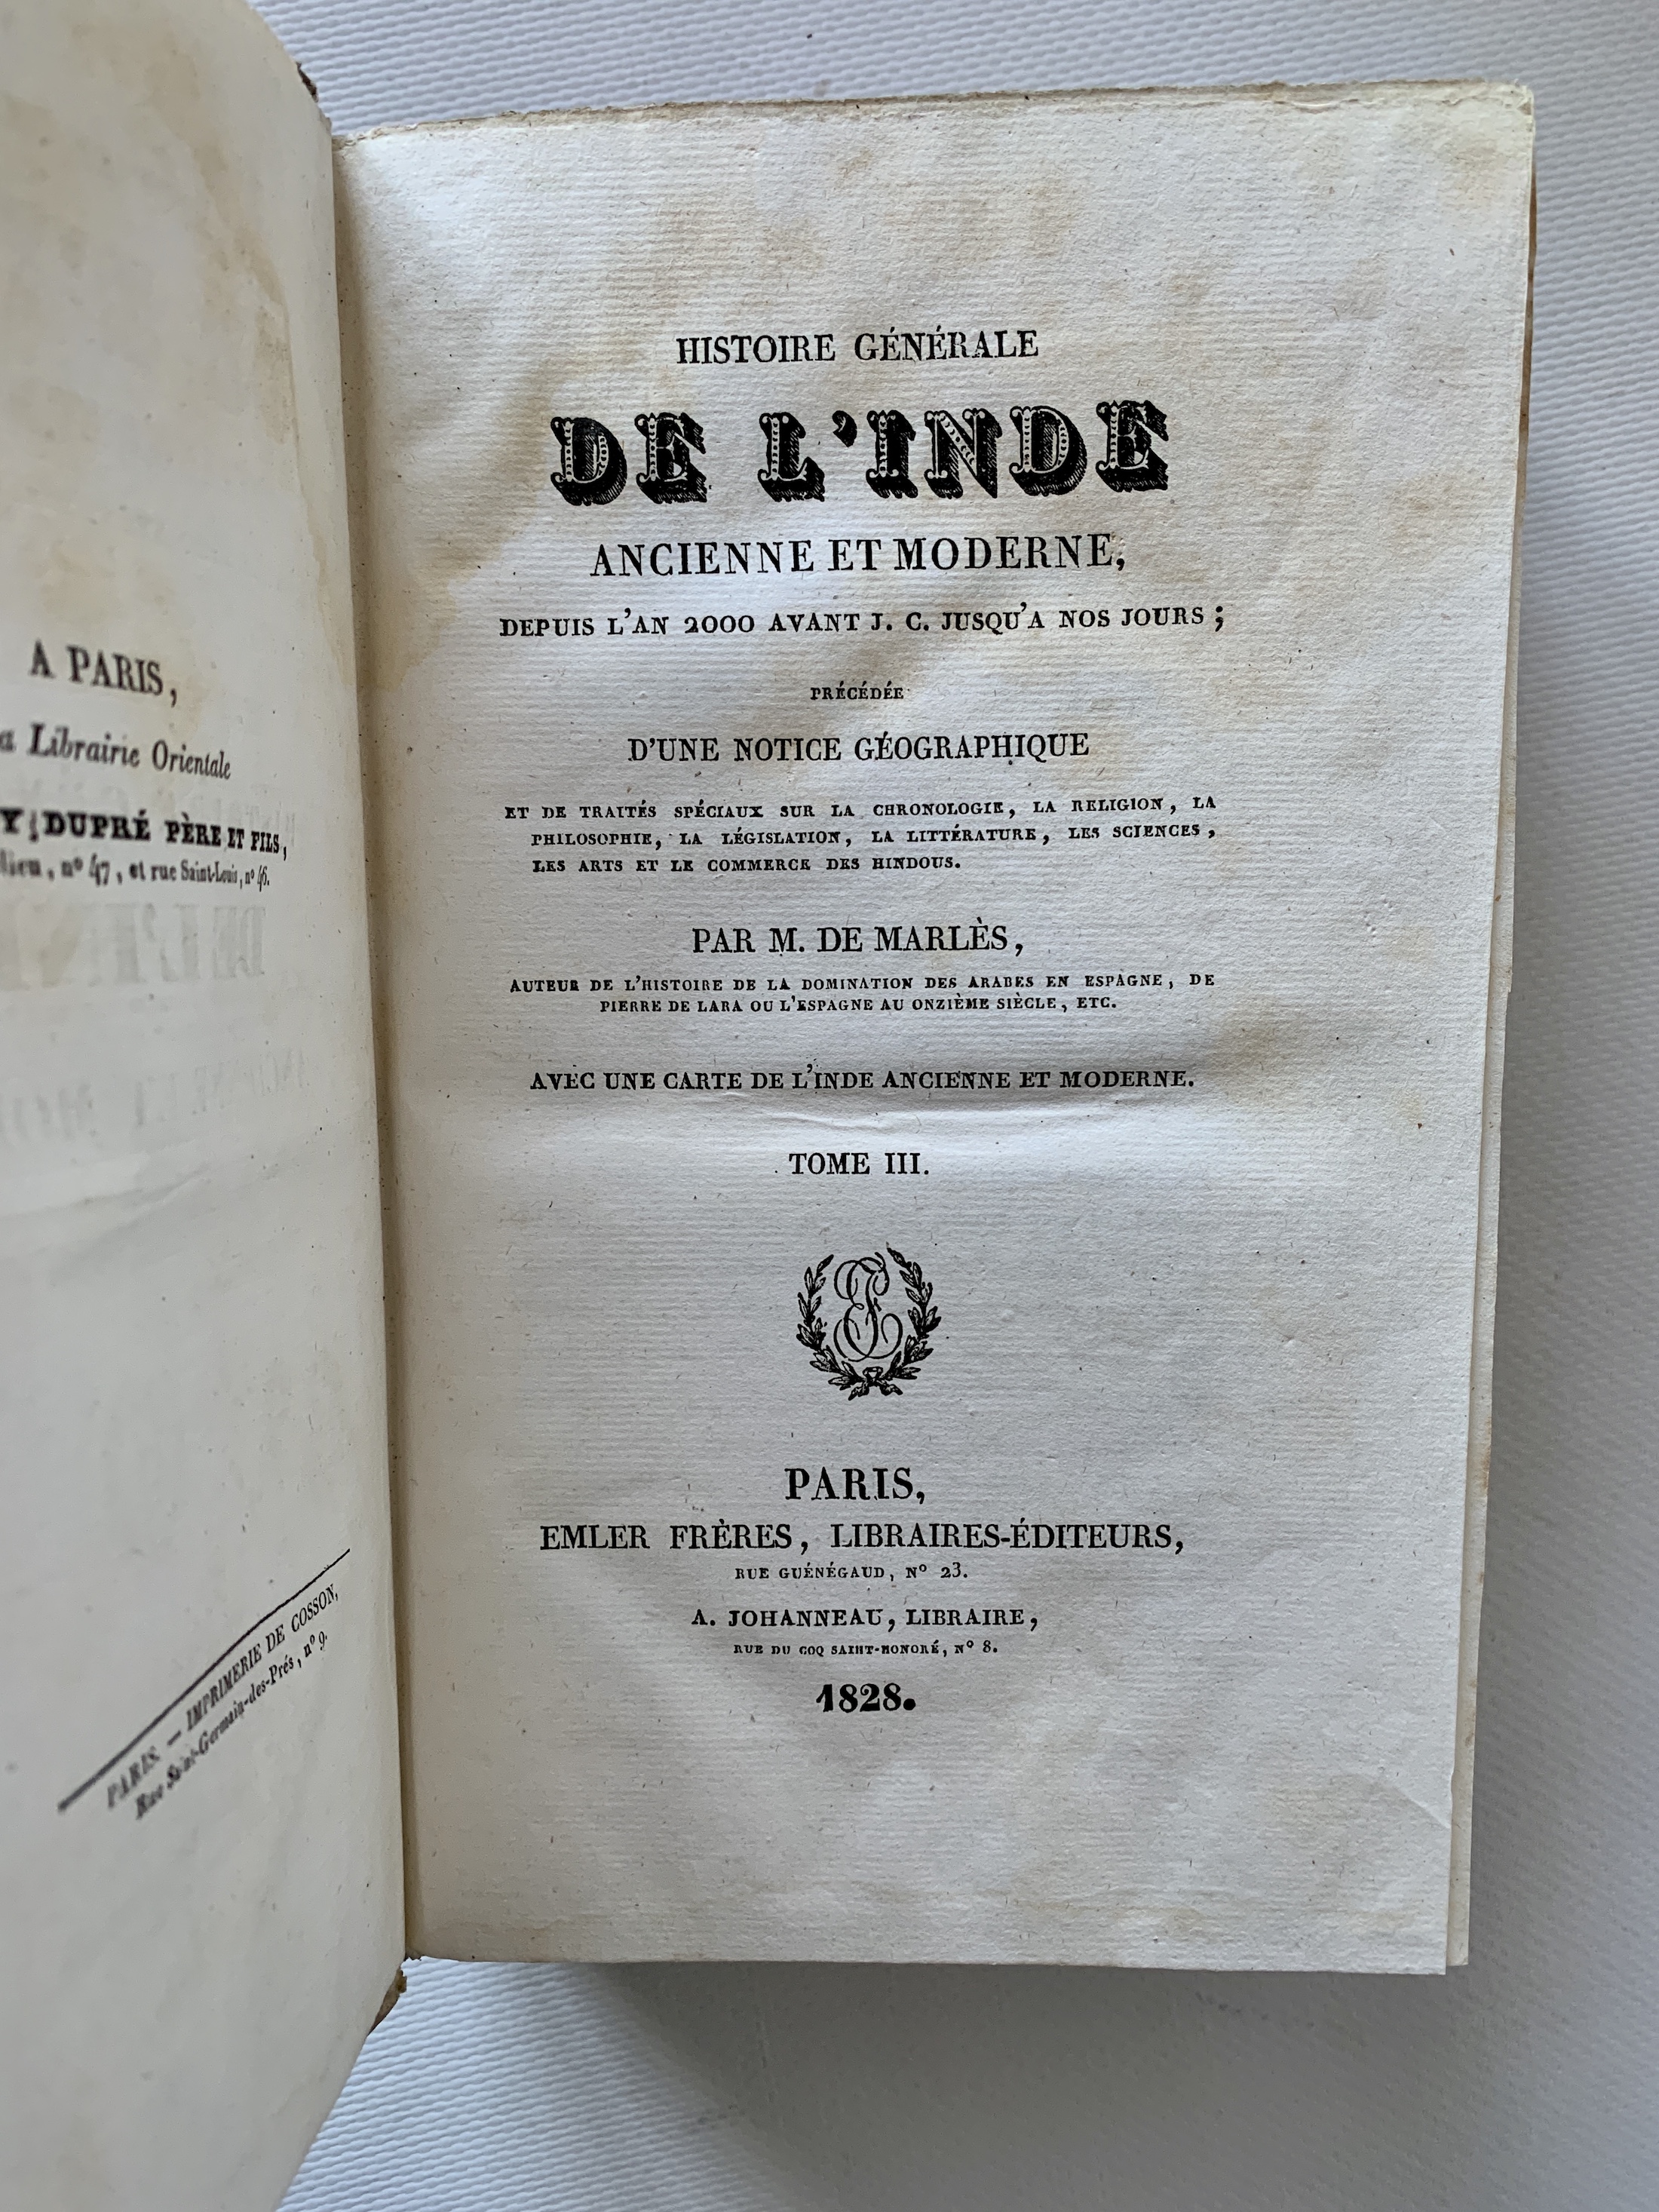 A PARIS,
Librairie Orientale
DUPRÉ PÈRE ET FILS,
nº 47, et rue Saint-Louis, nº 46.
PARIS. — IMPRIMERIE DE COSSON,
Rue Saint-Germain-des-Prés, nº 9.
HISTOIRE GÉNÉRALE
DE L'INDE
ANCIENNE ET MODERNE,
DEPUIS L'AN 2000 AVANT J. C. JUSQU'A NOS JOURS ;
PRÉCÉDÉE
D'UNE NOTICE GÉOGRAPHIQUE
ET DE TRAITÉS SPÉCIAUX SUR LA CHRONOLOGIE, LA RELIGION, LA
PHILOSOPHIE, LA LÉGISLATION, LA LITTÉRATURE, LES SCIENCES,
LES ARTS ET LE COMMERCE DES HINDOUS.
PAR M. DE MARLÈS,
AUTEUR DE L'HISTOIRE DE LA DOMINATION DES ARABES EN ESPAGNE, DE
PIERRE DE LARA OU L'ESPAGNE AU ONZIÈME SIÈCLE, ETC.
AVEC UNE CARTE DE L'INDE ANCIENNE ET MODERNE.
TOME III.
PARIS,
EMLER FRÈRES, LIBRAIRES-ÉDITEURS,
RUE GUÉNÉGAUD, Nº 23.
A. JOHANNEAU, LIBRAIRE,
RUE DU COQ SAINT-HONORÉ, Nº 8.
1828.